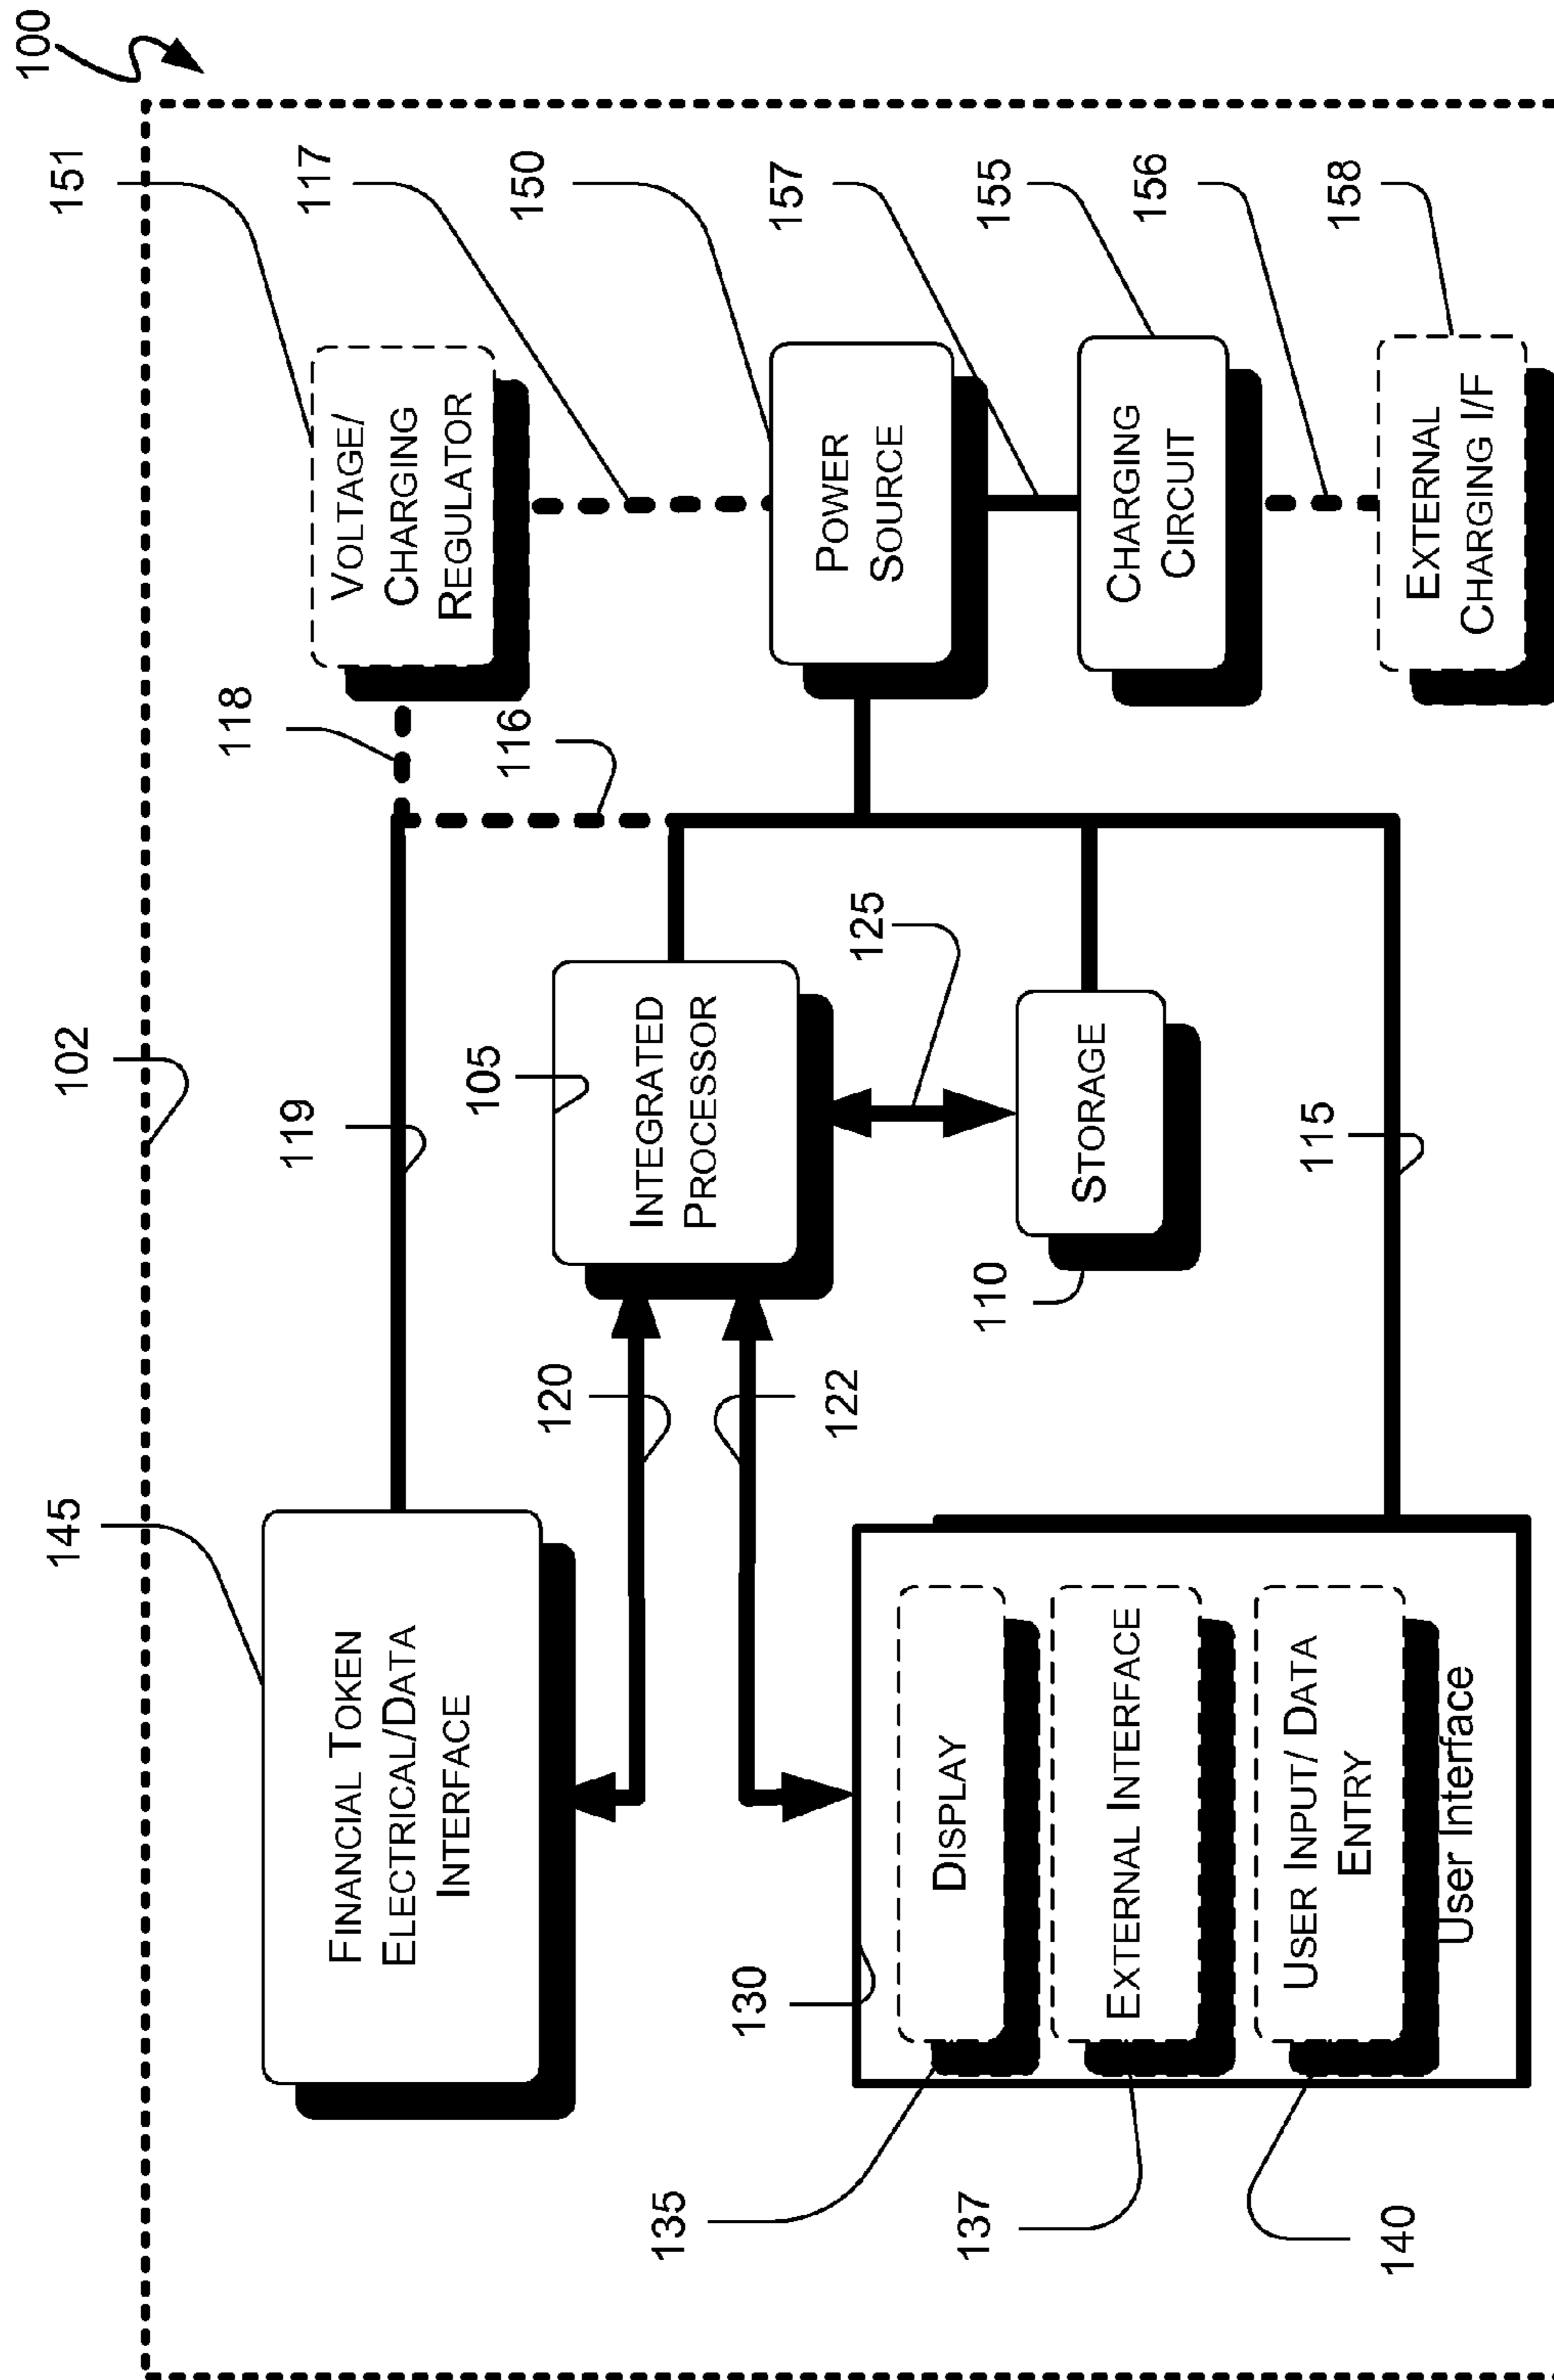 100
102
145
FINANCIAL TOKEN
ELECTRICAL/DATA
INTERFACE
119
118
151
VOLTAGE/
CHARGING
REGULATOR
117
116
105
INTEGRATED
PROCESSOR
120
122
125
150
POWER
SOURCE
157
130
135
DISPLAY
137
EXTERNAL INTERFACE
140
USER INPUT/ DATA
ENTRY
User Interface
110
STORAGE
115
155
CHARGING
CIRCUIT
156
158
EXTERNAL
CHARGING I/F